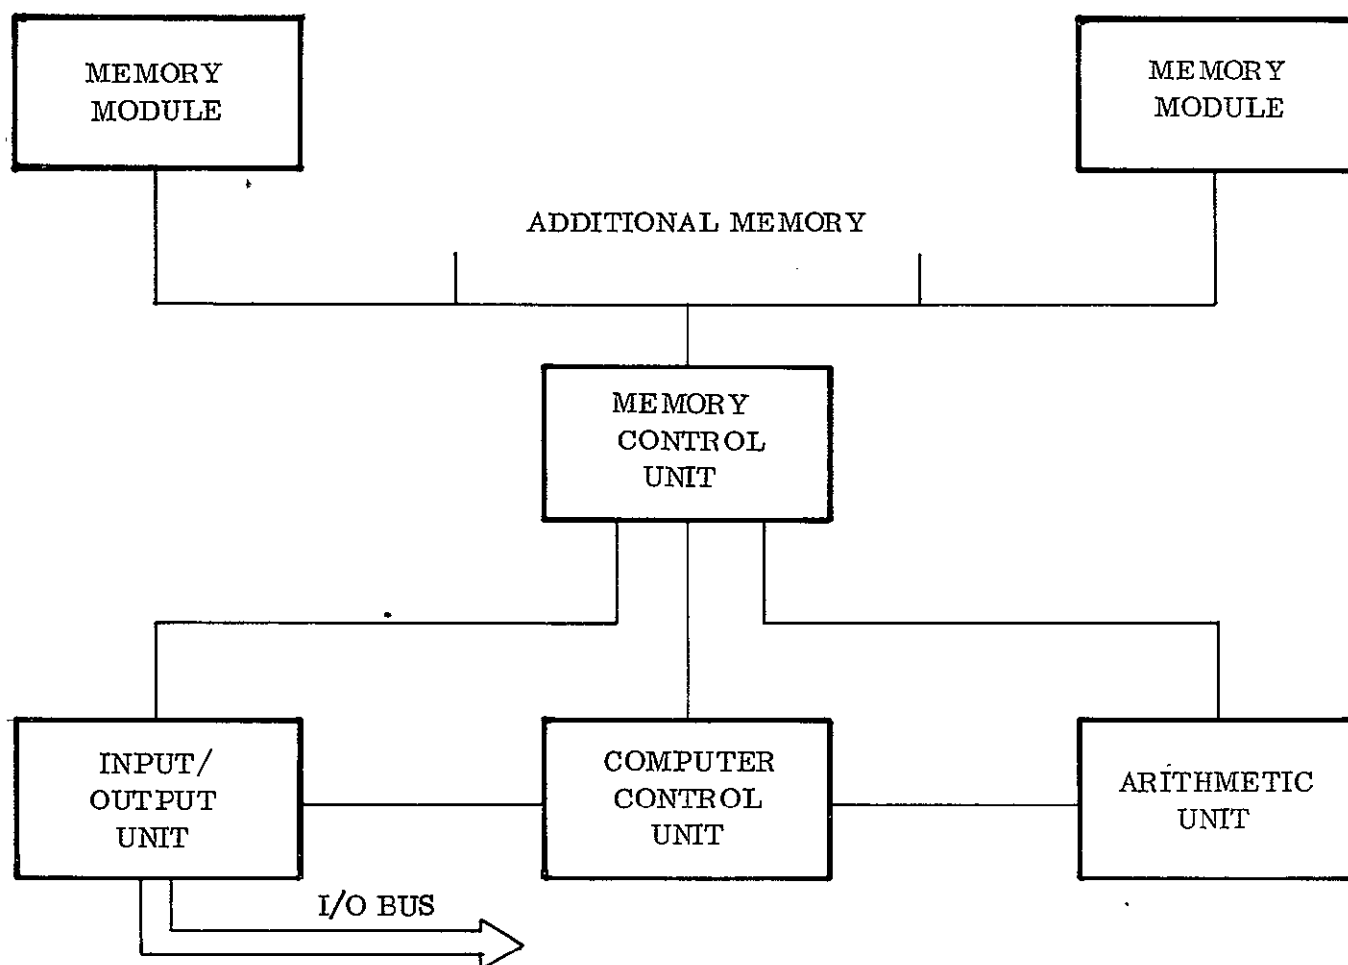 MEMORY
MODULE
MEMORY
MODULE
ADDITIONAL MEMORY
MEMORY
CONTROL
UNIT
INPUT/
OUTPUT
UNIT
COMPUTER
CONTROL
UNIT
ARITHMETIC
UNIT
I/O BUS